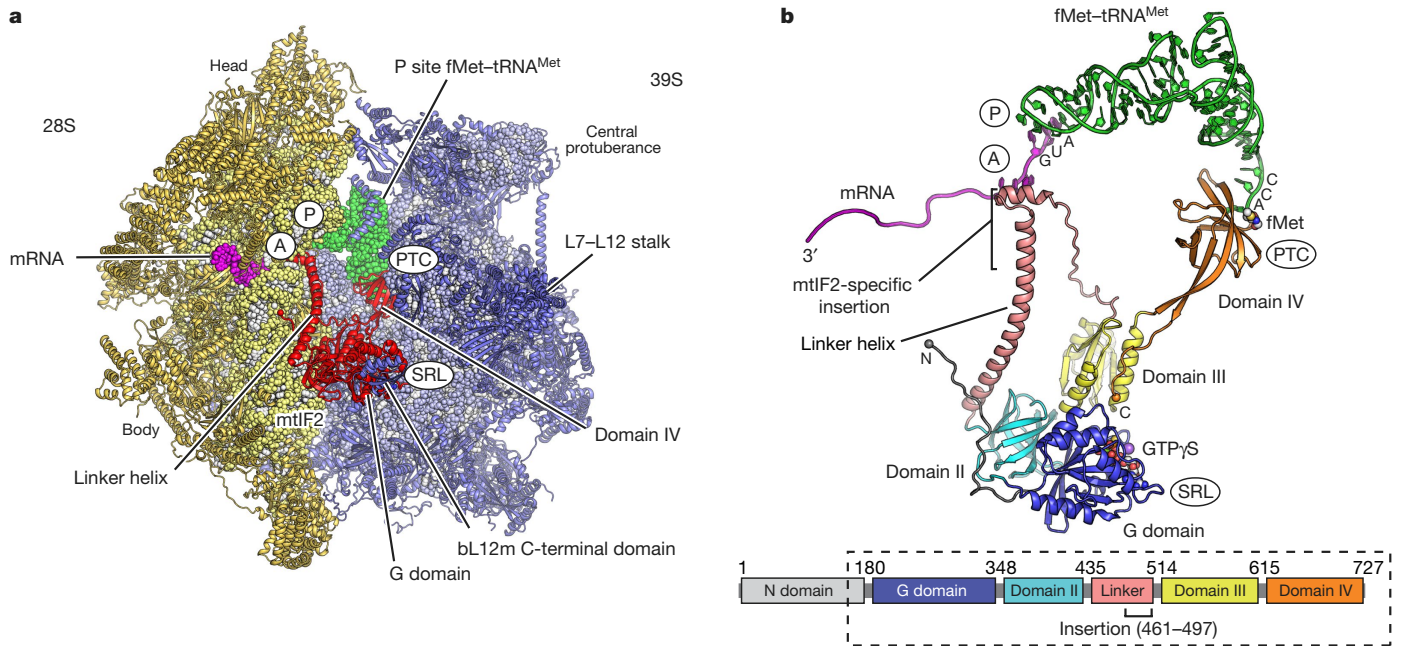 a
Head
P site fMet–tRNAMet
39S
28S
Central
protuberance
P
A
mRNA
PTC
L7–L12 stalk
SRL
mtIF2
Body
Linker helix
Domain IV
bL12m C-terminal domain
G domain
b
fMet–tRNAMet
P
A
G U A
mRNA
3′
C
C
A
fMet
PTC
mtIF2-specific
insertion
Domain IV
Linker helix
N
Domain III
C
GTPγS
Domain II
SRL
G domain
1 180 348 435 514 615 727
N domain G domain Domain II Linker Domain III Domain IV
Insertion (461–497)